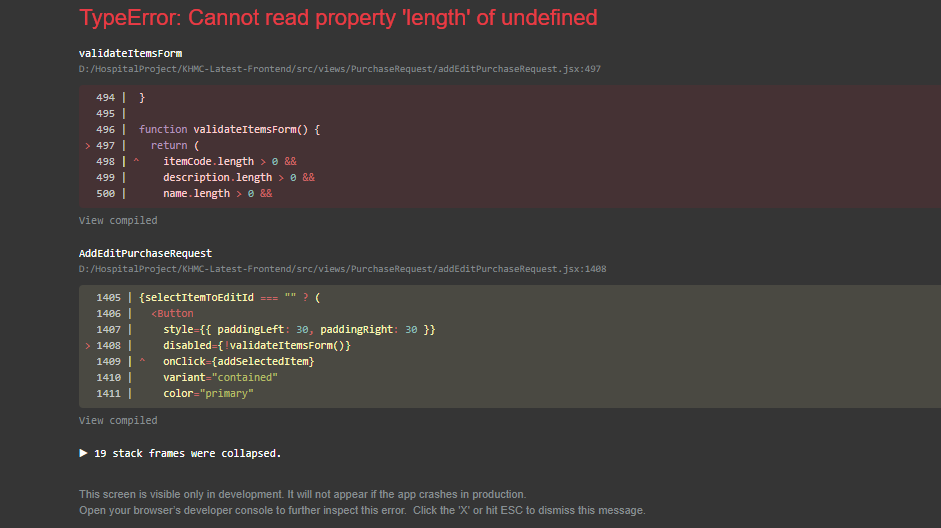 TypeError: Cannot read property 'length' of undefined
validateItemsForm
D:/HospitalProject/KHMC-Latest-Frontend/src/views/PurchaseRequest/addEditPurchaseRequest.jsx:497
494 | }
495 |
496 | function validateItemsForm() {
> 497 | return (
498 | ^ itemCode.length > 0 &&
499 | description.length > 0 &&
500 | name.length > 0 &&
View compiled
AddEditPurchaseRequest
D:/HospitalProject/KHMC-Latest-Frontend/src/views/PurchaseRequest/addEditPurchaseRequest.jsx:1408
1405 | {selectItemToEditId === "" ? (
1406 | <Button
1407 | style={{ paddingLeft: 30, paddingRight: 30 }}
> 1408 | disabled={!validateItemsForm()}
1409 | ^ onClick={addSelectedItem}
1410 | variant="contained"
1411 | color="primary"
View compiled
▶ 19 stack frames were collapsed.
This screen is visible only in development. It will not appear if the app crashes in production.
Open your browser's developer console to further inspect this error. Click the 'X' or hit ESC to dismiss this message.